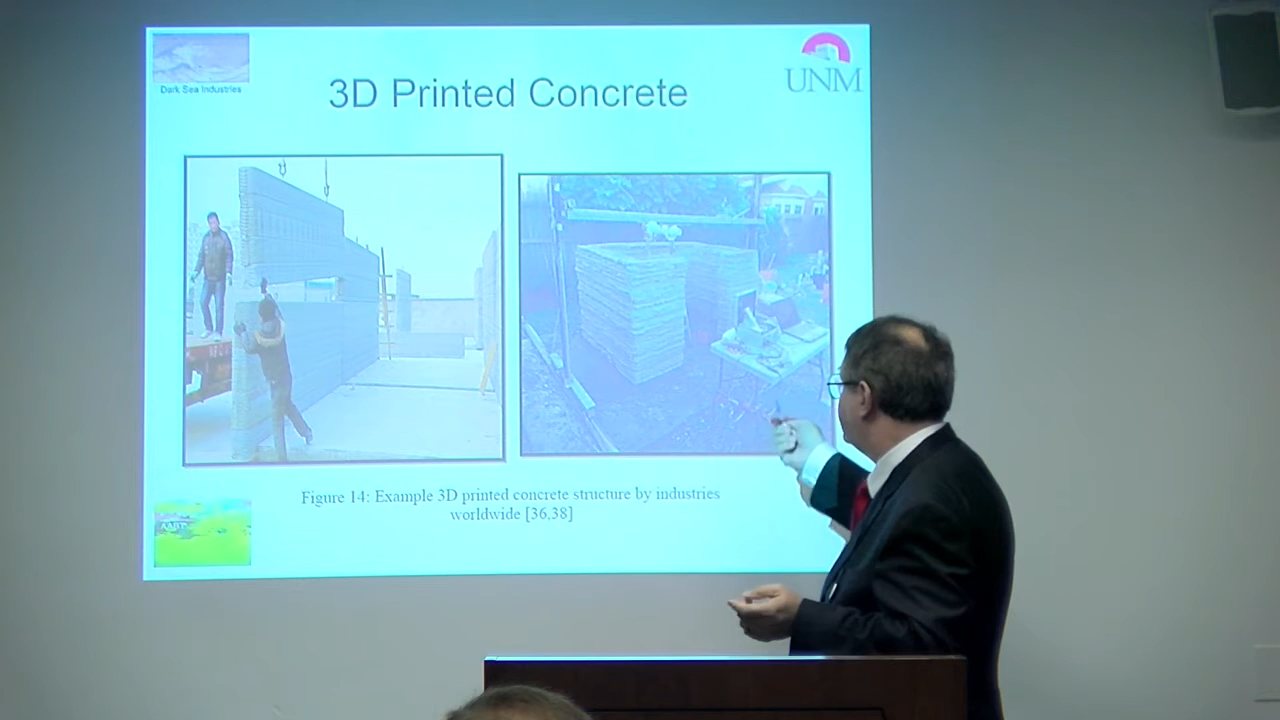 Dark Sea Industries
UNM
3D Printed Concrete
Figure 14: Example 3D printed concrete structure by industries
worldwide [36,38]